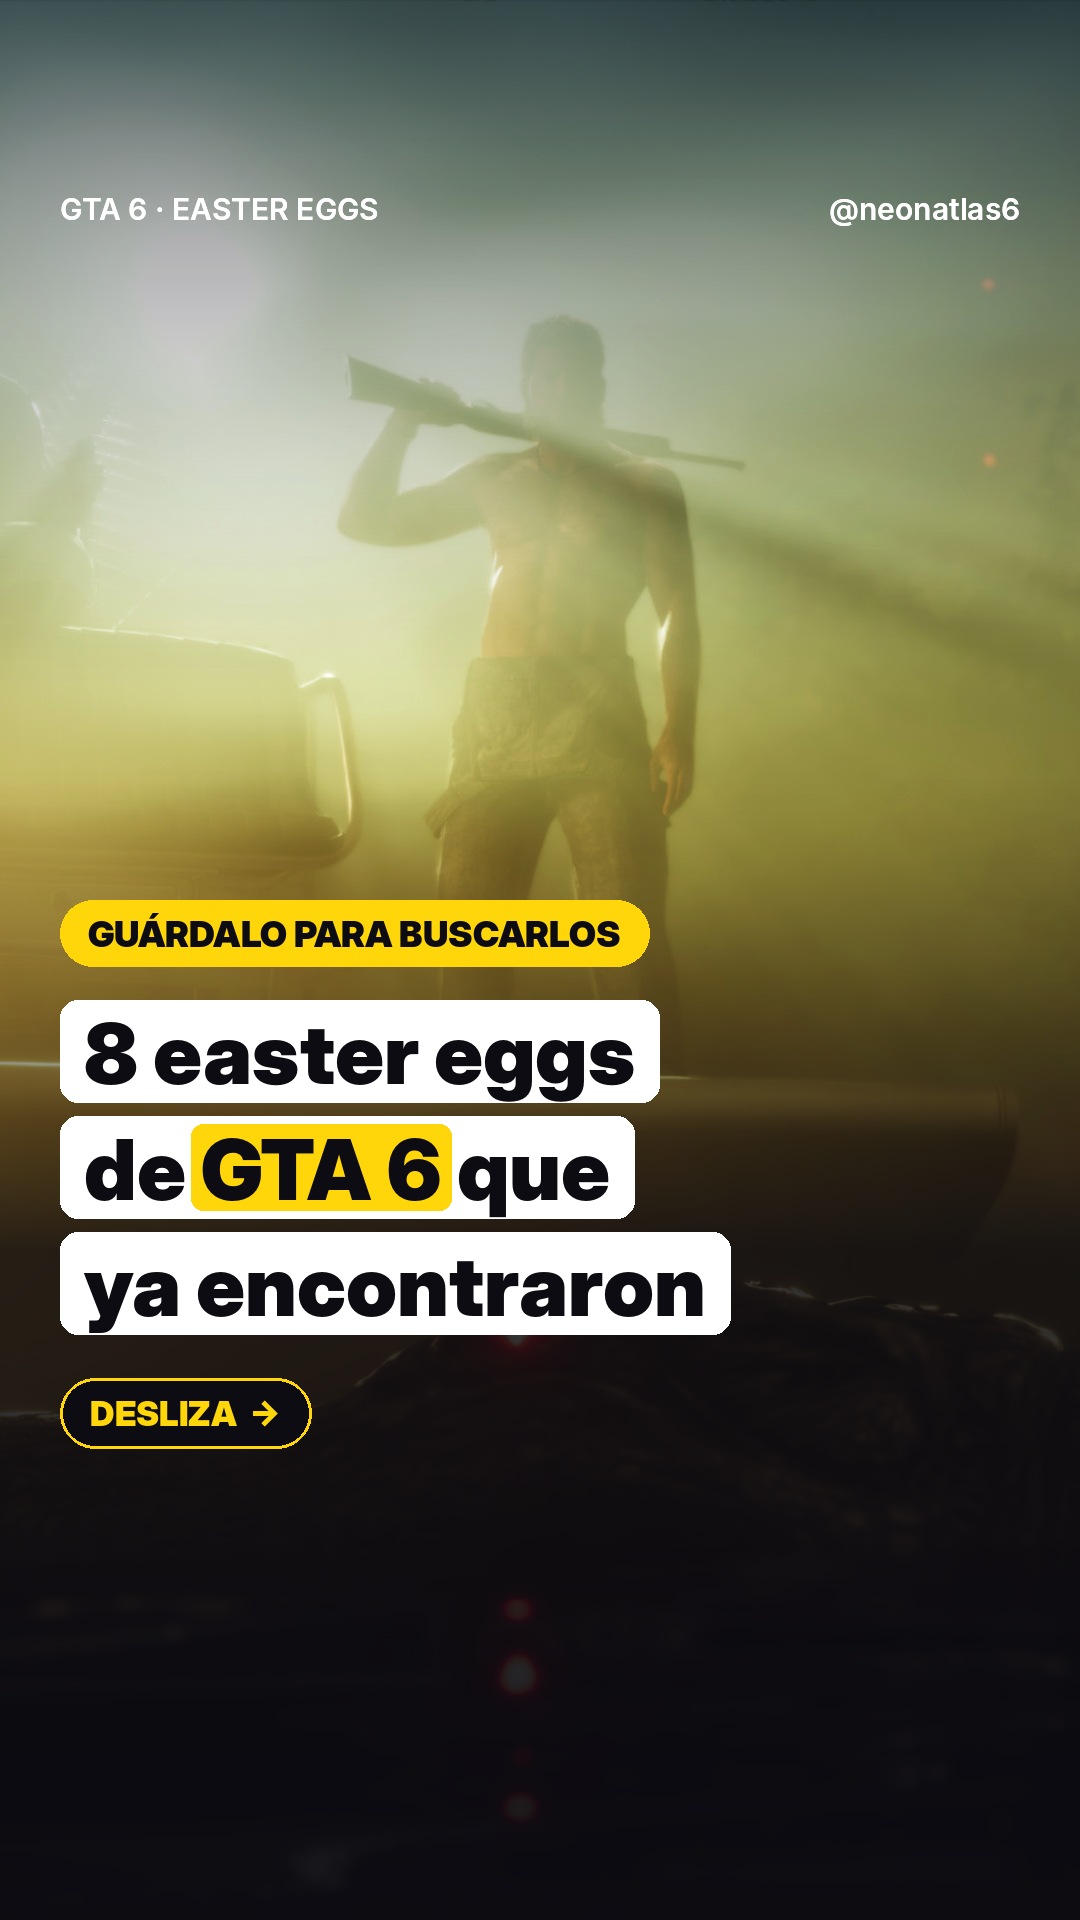 GTA 6 · EASTER EGGS
@neonatlas6
GUÁRDALO PARA BUSCARLOS
8 easter eggs
de GTA 6 que
ya encontraron
DESLIZA →